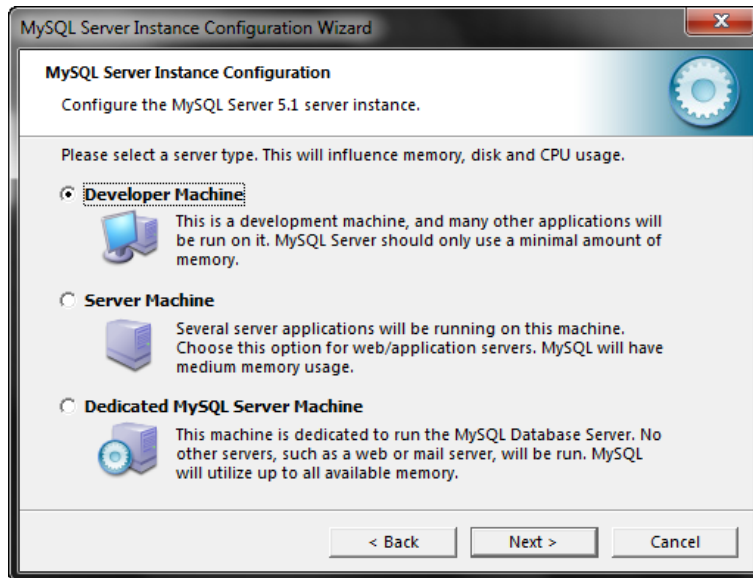 MySQL Server Instance Configuration Wizard
MySQL Server Instance Configuration
Configure the MySQL Server 5.1 server instance.
Please select a server type. This will influence memory, disk and CPU usage.
Developer Machine
This is a development machine, and many other applications will
be run on it. MySQL Server should only use a minimal amount of
memory.
Server Machine
Several server applications will be running on this machine.
Choose this option for web/application servers. MySQL will have
medium memory usage.
Dedicated MySQL Server Machine
This machine is dedicated to run the MySQL Database Server. No
other servers, such as a web or mail server, will be run. MySQL
will utilize up to all available memory.
< Back Next > Cancel